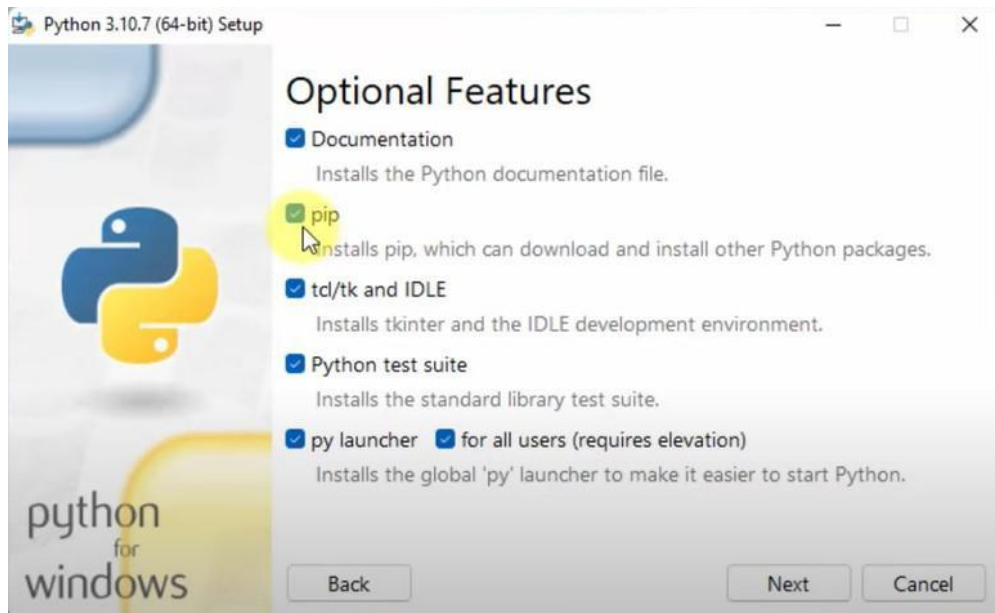 Python 3.10.7 (64-bit) Setup
Optional Features
Documentation
Installs the Python documentation file.
pip
Installs pip, which can download and install other Python packages.
tcl/tk and IDLE
Installs tkinter and the IDLE development environment.
Python test suite
Installs the standard library test suite.
py launcher for all users (requires elevation)
Installs the global 'py' launcher to make it easier to start Python.
python
for
windows
Back Next Cancel